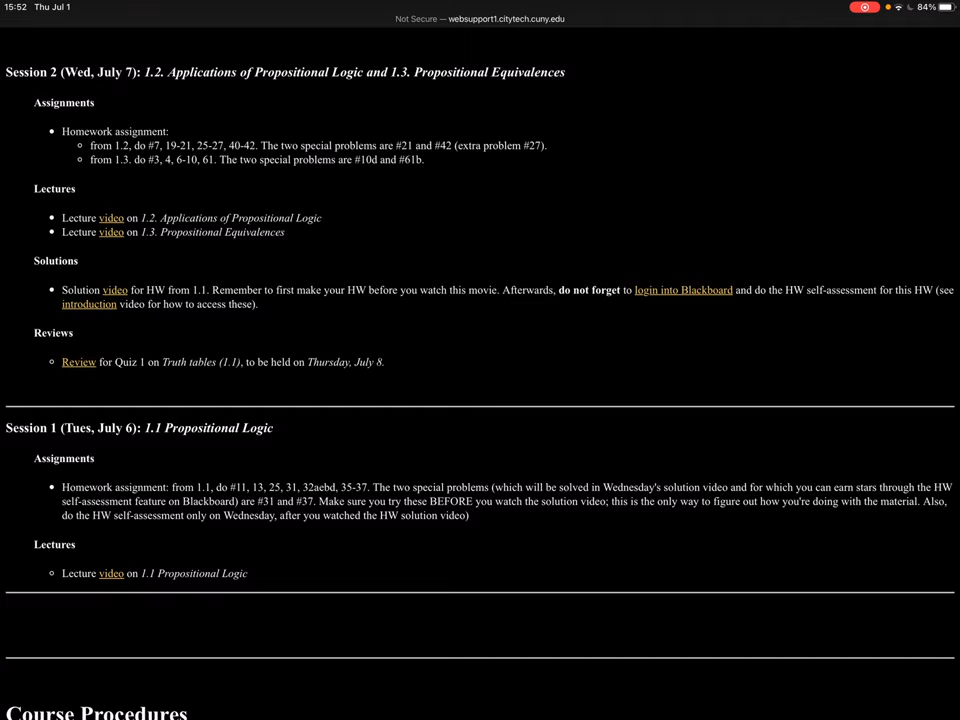 15:52 Thu Jul 1
84%
Not Secure — websupport1.citytech.cuny.edu
Session 2 (Wed, July 7): 1.2. Applications of Propositional Logic and 1.3. Propositional Equivalences
Assignments
• Homework assignment:
◦ from 1.2, do #7, 19-21, 25-27, 40-42. The two special problems are #21 and #42 (extra problem #27).
◦ from 1.3. do #3, 4, 6-10, 61. The two special problems are #10d and #61b.
Lectures
• Lecture video on 1.2. Applications of Propositional Logic
• Lecture video on 1.3. Propositional Equivalences
Solutions
• Solution video for HW from 1.1. Remember to first make your HW before you watch this movie. Afterwards, do not forget to login into Blackboard and do the HW self-assessment for this HW (see
introduction video for how to access these).
Reviews
◦ Review for Quiz 1 on Truth tables (1.1), to be held on Thursday, July 8.
Session 1 (Tues, July 6): 1.1 Propositional Logic
Assignments
• Homework assignment: from 1.1, do #11, 13, 25, 31, 32aebd, 35-37. The two special problems (which will be solved in Wednesday's solution video and for which you can earn stars through the HW
self-assessment feature on Blackboard) are #31 and #37. Make sure you try these BEFORE you watch the solution video; this is the only way to figure out how you're doing with the material. Also,
do the HW self-assessment only on Wednesday, after you watched the HW solution video)
Lectures
◦ Lecture video on 1.1 Propositional Logic
Course Procedures